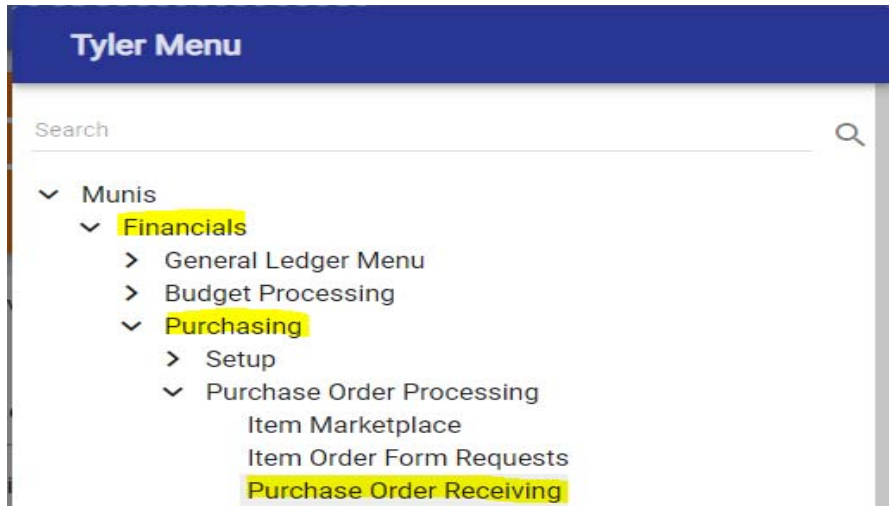 Tyler Menu
Search
Munis
Financials
General Ledger Menu
Budget Processing
Purchasing
Setup
Purchase Order Processing
Item Marketplace
Item Order Form Requests
Purchase Order Receiving